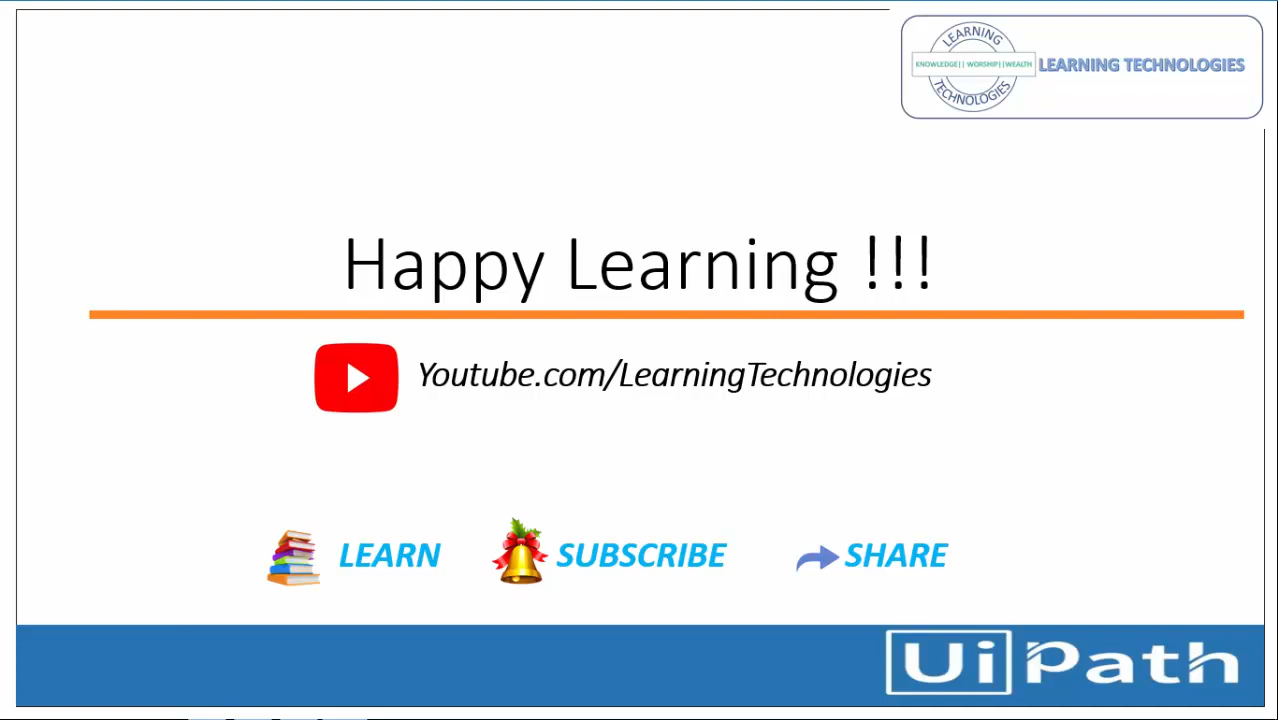 LEARNING
KNOWLEDGE|| WORSHIP||WEALTH
TECHNOLOGIES
LEARNING TECHNOLOGIES
Happy Learning !!!
Youtube.com/LearningTechnologies
LEARN
SUBSCRIBE
SHARE
UiPath